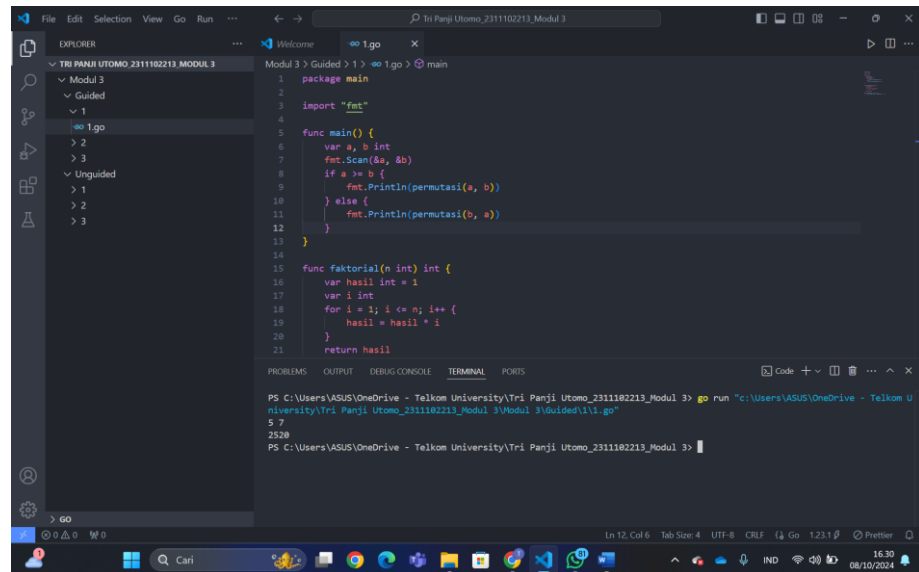 File Edit Selection View Go Run ···
Tri Panji Utomo_2311102213_Modul 3
EXPLORER ···
TRI PANJI UTOMO_2311102213_MODUL 3
Modul 3
Guided
1
1.go
2
3
Unguided
1
2
3
GO
Welcome
1.go
Modul 3 > Guided > 1 > 1.go > main
1 package main
2
3 import "fmt"
4
5 func main() {
6 var a, b int
7 fmt.Scan(&a, &b)
8 if a >= b {
9 fmt.Println(permutasi(a, b))
10 } else {
11 fmt.Println(permutasi(b, a))
12 }
13 }
14
15 func faktorial(n int) int {
16 var hasil int = 1
17 var i int
18 for i = 1; i <= n; i++ {
19 hasil = hasil * i
20 }
21 return hasil
PROBLEMS OUTPUT DEBUG CONSOLE TERMINAL PORTS
Code
PS C:\Users\ASUS\OneDrive - Telkom University\Tri Panji Utomo_2311102213_Modul 3> go run "c:\Users\ASUS\OneDrive - Telkom U
niversity\Tri Panji Utomo_2311102213_Modul 3\Modul 3\Guided\1\1.go"
5 7
2520
PS C:\Users\ASUS\OneDrive - Telkom University\Tri Panji Utomo_2311102213_Modul 3>
0 0 0
Ln 12, Col 6 Tab Size: 4 UTF-8 CRLF Go 1.23.1 Prettier
Cari
81
IND
16.30
08/10/2024